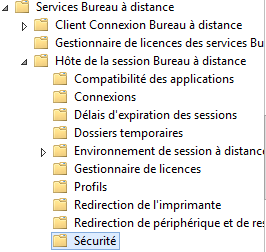 Services Bureau à distance
Client Connexion Bureau à distance
Gestionnaire de licences des services Bu
Hôte de la session Bureau à distance
Compatibilité des applications
Connexions
Délais d'expiration des sessions
Dossiers temporaires
Environnement de session à distance
Gestionnaire de licences
Profils
Redirection de l'imprimante
Redirection de périphérique et de res
Sécurité